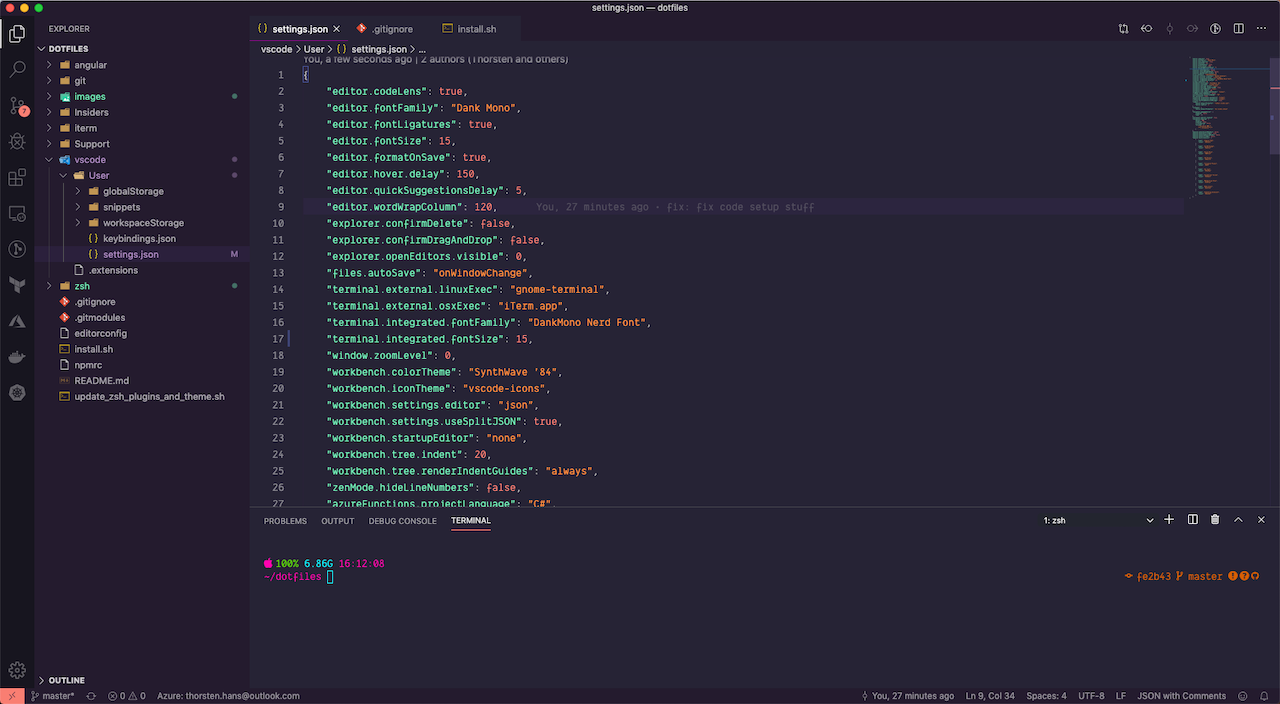 settings.json — dotfiles
EXPLORER
DOTFILES
angular
git
images
Insiders
iterm
Support
vscode
User
globalStorage
snippets
workspaceStorage
{} keybindings.json
{} settings.json M
.extensions
zsh
.gitignore
.gitmodules
editorconfig
install.sh
npmrc
README.md
update_zsh_plugins_and_theme.sh
OUTLINE
7
{} settings.json ×
.gitignore
install.sh
vscode > User > {} settings.json > ...
You, a few seconds ago | 2 authors (Thorsten and others)
1 {
2 "editor.codeLens": true,
3 "editor.fontFamily": "Dank Mono",
4 "editor.fontLigatures": true,
5 "editor.fontSize": 15,
6 "editor.formatOnSave": true,
7 "editor.hover.delay": 150,
8 "editor.quickSuggestionsDelay": 5,
9 "editor.wordWrapColumn": 120, You, 27 minutes ago · fix: fix code setup stuff
10 "explorer.confirmDelete": false,
11 "explorer.confirmDragAndDrop": false,
12 "explorer.openEditors.visible": 0,
13 "files.autoSave": "onWindowChange",
14 "terminal.external.linuxExec": "gnome-terminal",
15 "terminal.external.osxExec": "iTerm.app",
16 "terminal.integrated.fontFamily": "DankMono Nerd Font",
17 "terminal.integrated.fontSize": 15,
18 "window.zoomLevel": 0,
19 "workbench.colorTheme": "SynthWave '84",
20 "workbench.iconTheme": "vscode-icons",
21 "workbench.settings.editor": "json",
22 "workbench.settings.useSplitJSON": true,
23 "workbench.startupEditor": "none",
24 "workbench.tree.indent": 20,
25 "workbench.tree.renderIndentGuides": "always",
26 "zenMode.hideLineNumbers": false,
27 "azureFunctions.projectLanguage": "C#",
PROBLEMS OUTPUT DEBUG CONSOLE TERMINAL 1: zsh
100% 6.86G 16:12:08
~/dotfiles fe2b43 master
master* 0 0 Azure: thorsten.hans@outlook.com You, 27 minutes ago Ln 9, Col 34 Spaces: 4 UTF-8 LF JSON with Comments